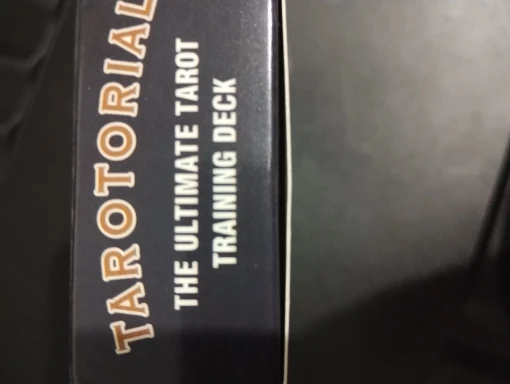 TAROTORIAL
THE ULTIMATE TAROT
TRAINING DECK